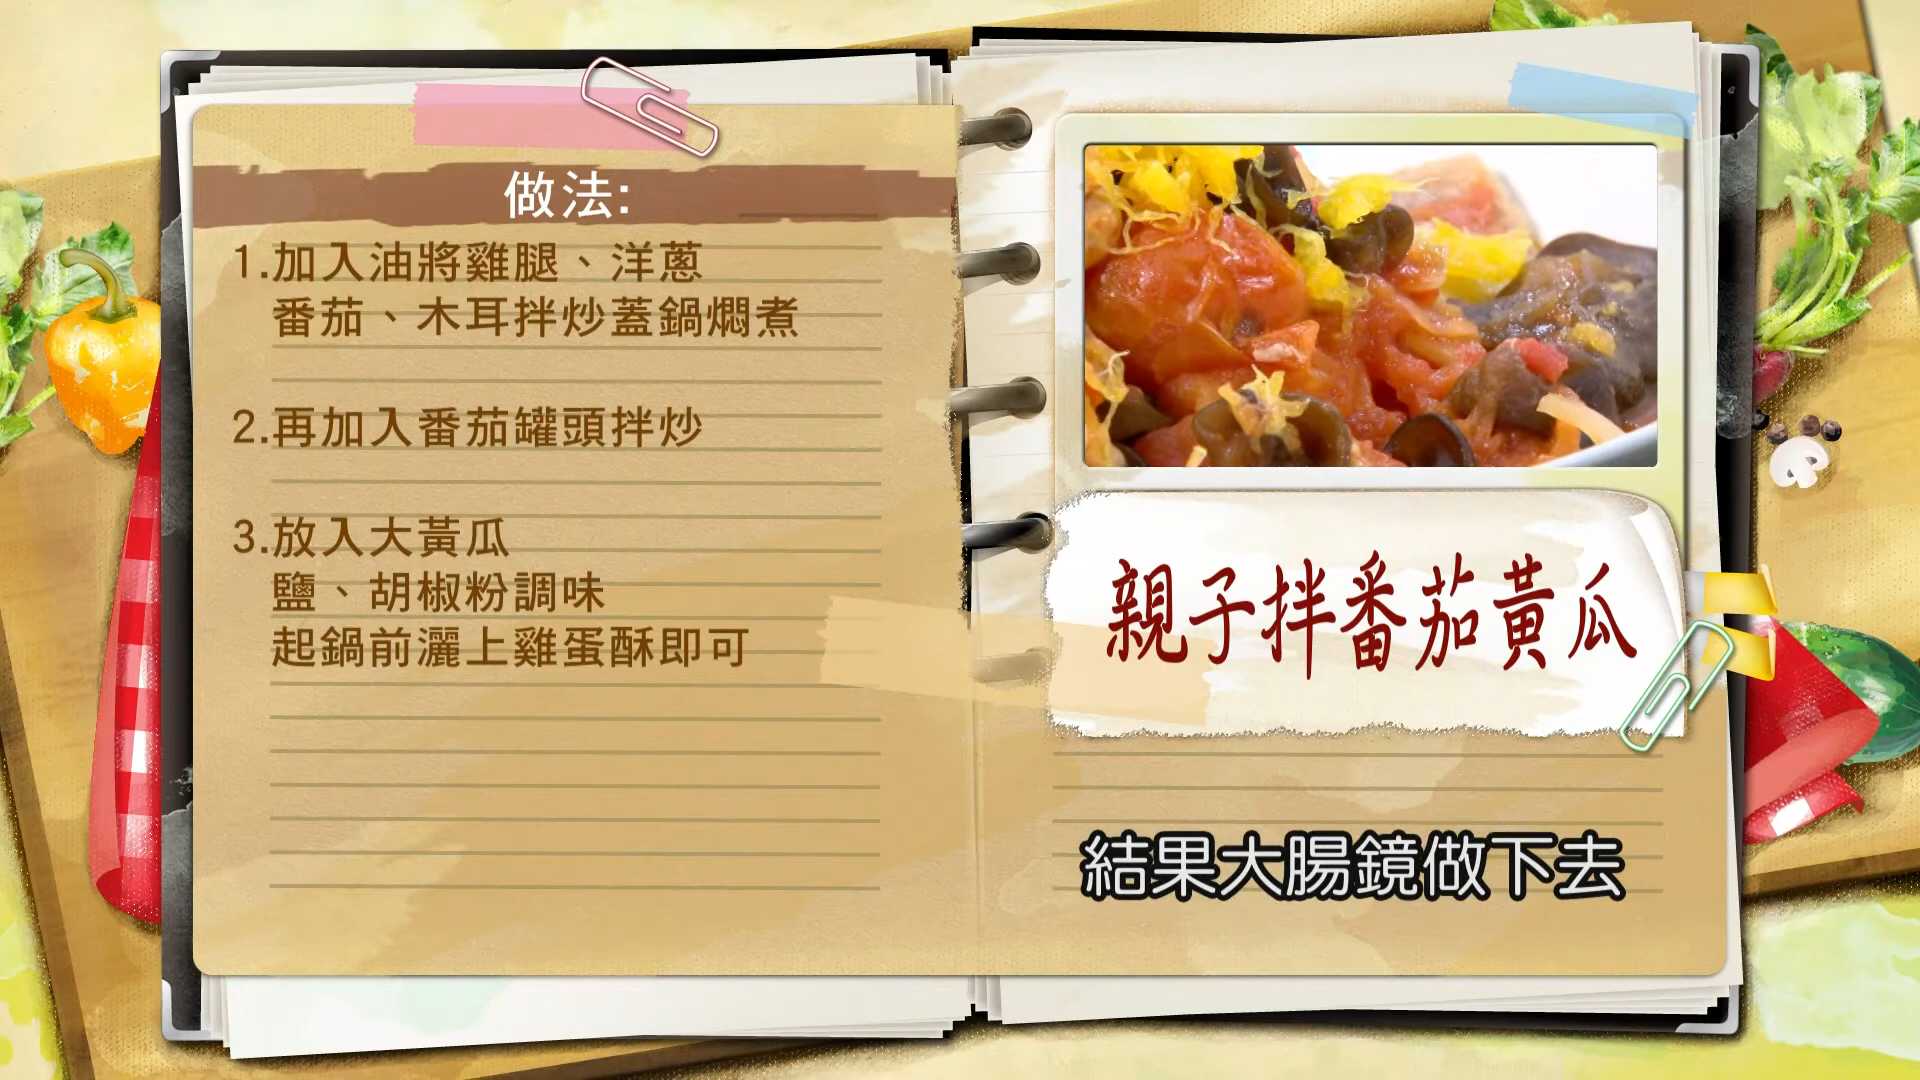 做法:
1.加入油將雞腿、洋蔥
番茄、木耳拌炒蓋鍋燜煮
2.再加入番茄罐頭拌炒
3.放入大黃瓜
鹽、胡椒粉調味
起鍋前灑上雞蛋酥即可
親子拌番茄黃瓜
結果大腸鏡做下去